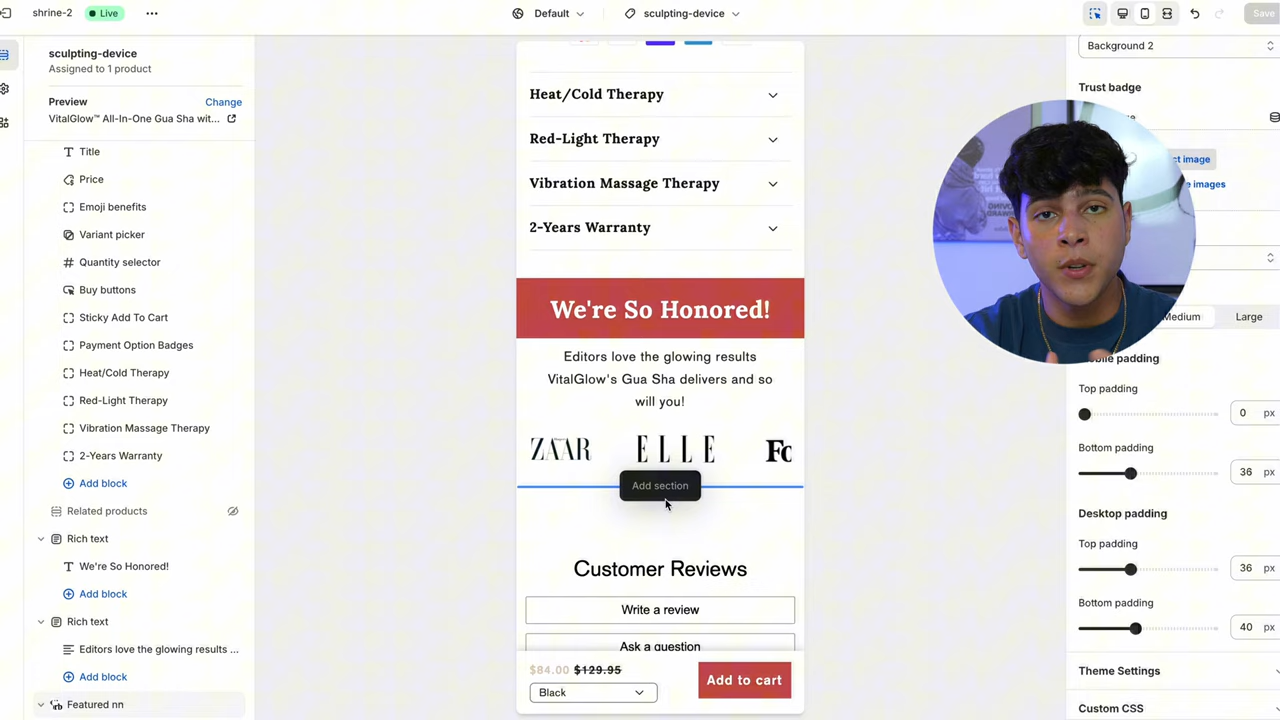 shrine-2
Live
Default
sculpting-device
Save
sculpting-device
Assigned to 1 product
Preview
Change
VitalGlow™ All-In-One Gua Sha wit...
Title
Price
Emoji benefits
Variant picker
Quantity selector
Buy buttons
Sticky Add To Cart
Payment Option Badges
Heat/Cold Therapy
Red-Light Therapy
Vibration Massage Therapy
2-Years Warranty
Add block
Related products
Rich text
We're So Honored!
Add block
Rich text
Editors love the glowing results ...
Add block
Featured nn
Heat/Cold Therapy
Red-Light Therapy
Vibration Massage Therapy
2-Years Warranty
We're So Honored!
Editors love the glowing results
VitalGlow's Gua Sha delivers and so
will you!
ZAAR
ELLE
Fo
Add section
Customer Reviews
Write a review
Ask a question
$84.00 $129.95
Black
Add to cart
Background 2
Trust badge
ct image
images
Medium
Large
padding
Top padding
0 px
Bottom padding
36 px
Desktop padding
Top padding
36 px
Bottom padding
40 px
Theme Settings
Custom CSS